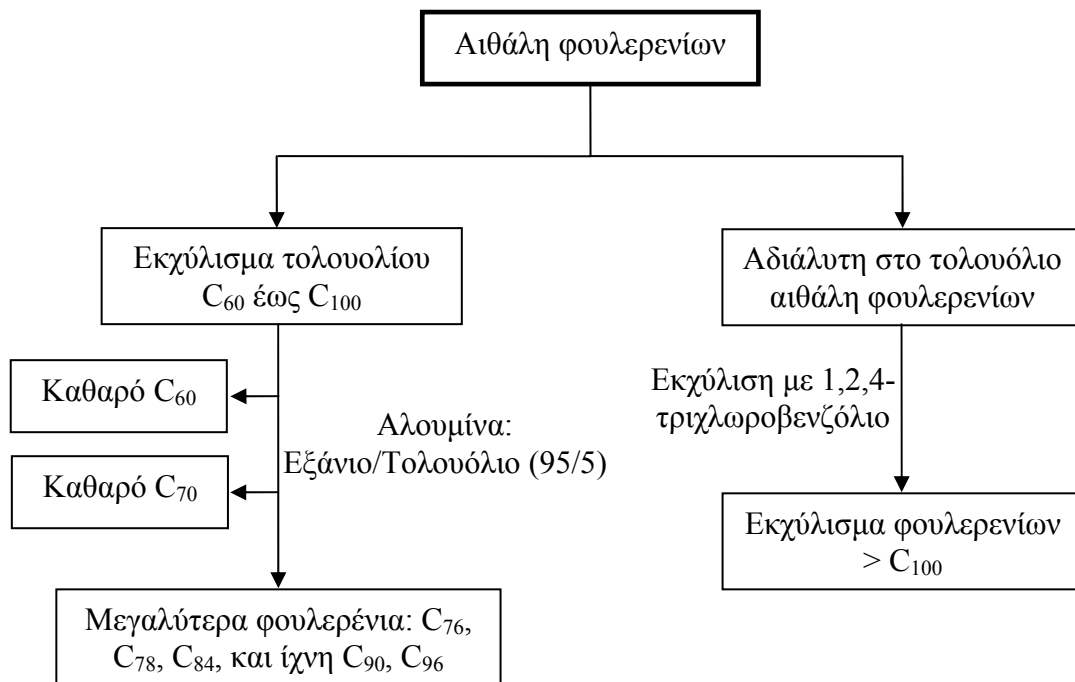 Αιθάλη φουλερενίων
Εκχύλισμα τολουολίου
C₆₀ έως C₁₀₀
Αδιάλυτη στο τολουόλιο
αιθάλη φουλερενίων
Καθαρό C₆₀
Αλουμίνα:
Εξάνιο/Τολουόλιο (95/5)
Καθαρό C₇₀
Εκχύλιση με 1,2,4-
τριχλωροβενζόλιο
Εκχύλισμα φουλερενίων
> C₁₀₀
Μεγαλύτερα φουλερένια: C₇₆,
C₇₈, C₈₄, και ίχνη C₉₀, C₉₆